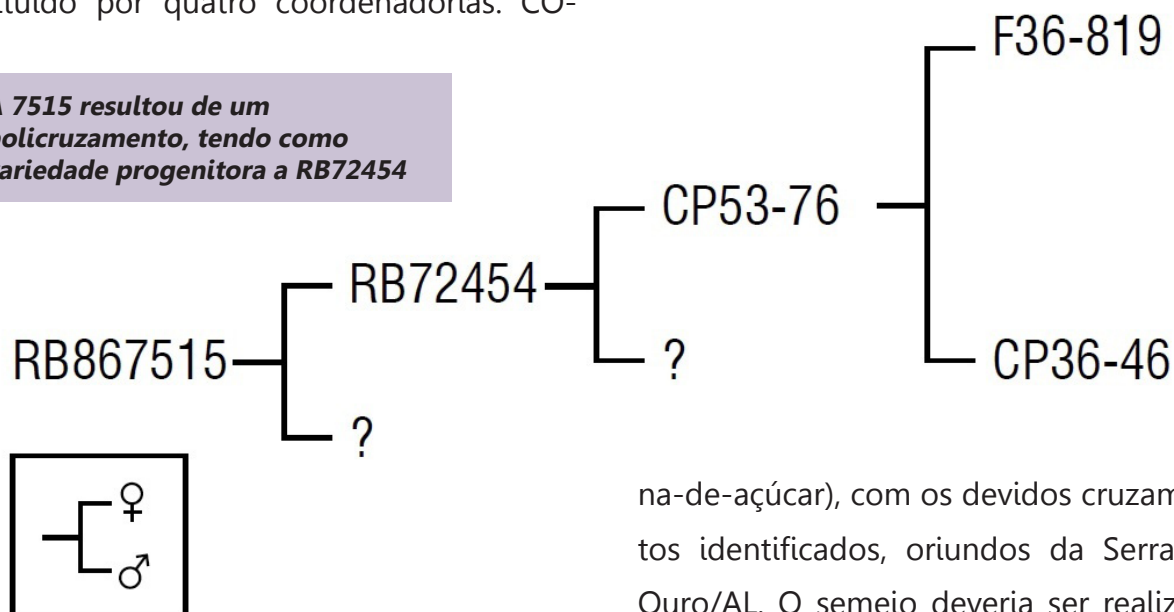 por quatro coordenadorias. CO-
7515 resultou de um
policruzamento, tendo como
variedade progenitora a RB72454
F36-819
CP53-76
RB72454
?
RB867515
CP36-46
?
♀
♂
na-de-açúcar), com os devidos cruzam
tos identificados, oriundos da Serra
Ouro/AL. O semeio deveria ser realiz